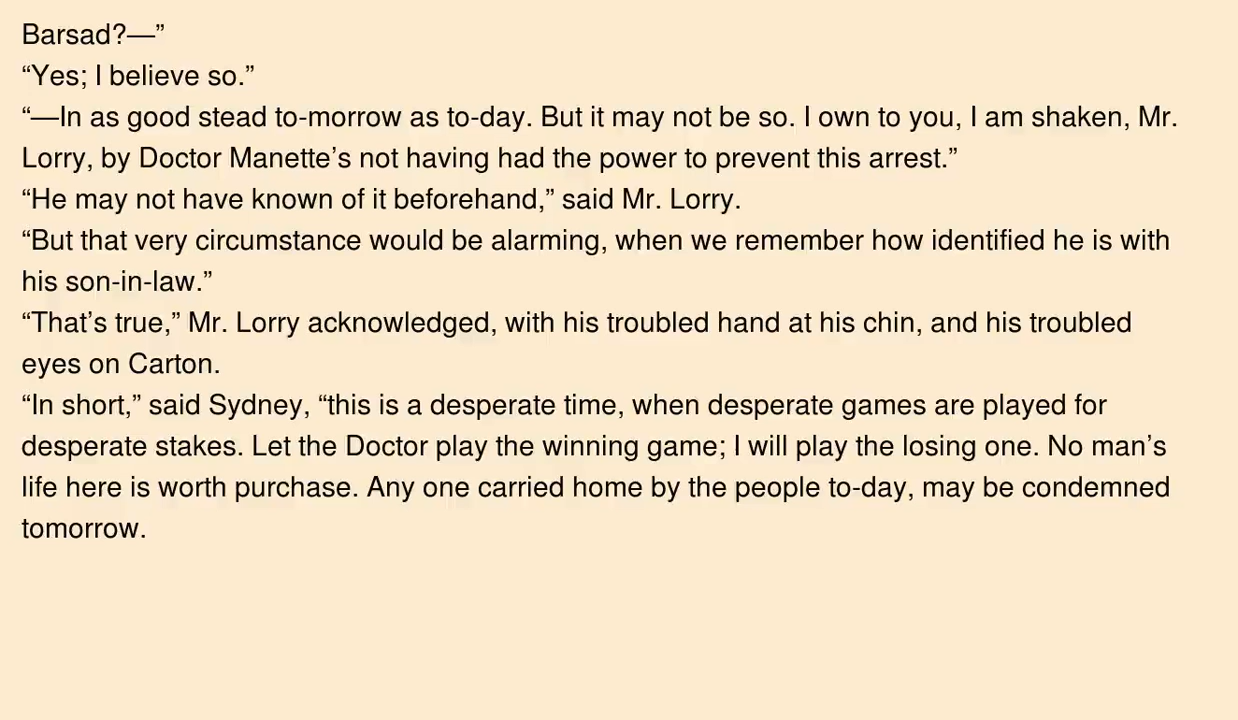 Barsad?—”
“Yes; I believe so.”
“—In as good stead to-morrow as to-day. But it may not be so. I own to you, I am shaken, Mr.
Lorry, by Doctor Manette’s not having had the power to prevent this arrest.”
“He may not have known of it beforehand,” said Mr. Lorry.
“But that very circumstance would be alarming, when we remember how identified he is with
his son-in-law.”
“That’s true,” Mr. Lorry acknowledged, with his troubled hand at his chin, and his troubled
eyes on Carton.
“In short,” said Sydney, “this is a desperate time, when desperate games are played for
desperate stakes. Let the Doctor play the winning game; I will play the losing one. No man’s
life here is worth purchase. Any one carried home by the people to-day, may be condemned
tomorrow.